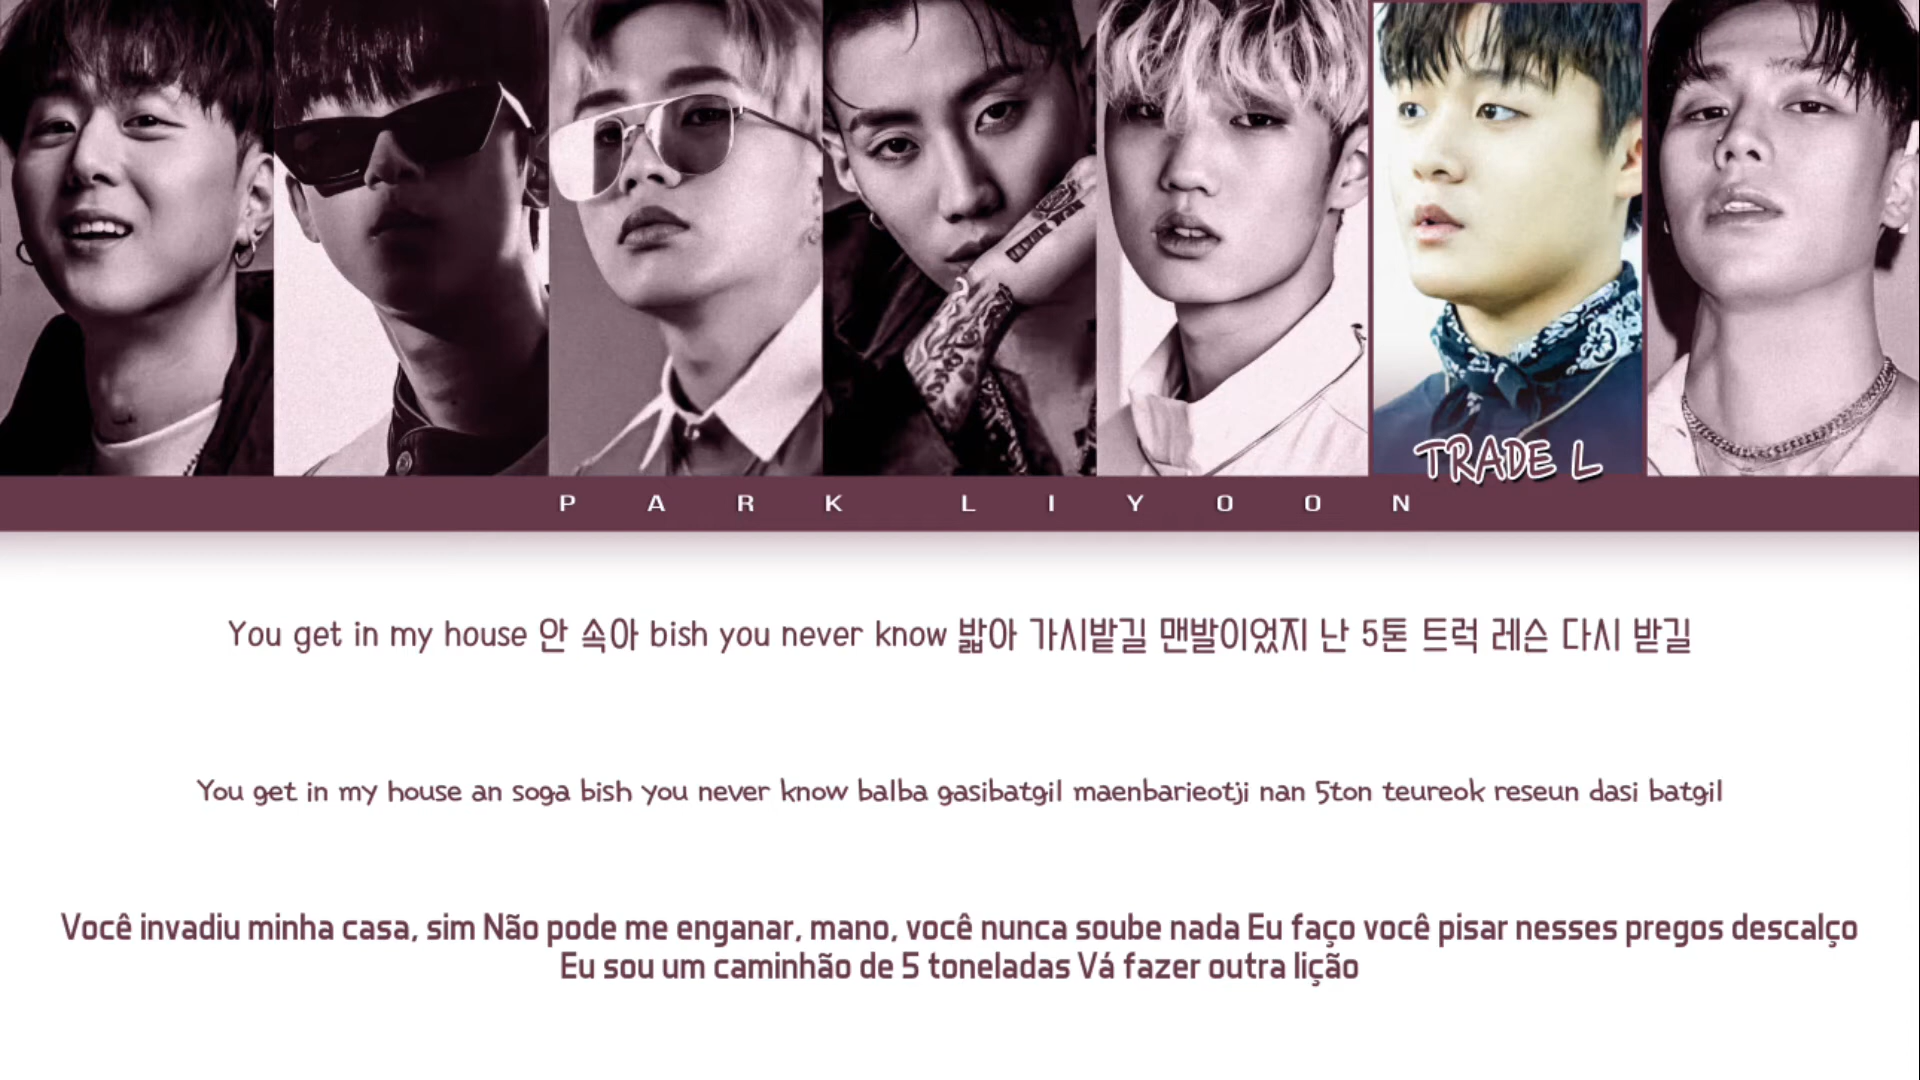 TRADE L
PARK LIYOON
You get in my house 안 속아 bish you never know 밟아 가시밭길 맨발이었지 난 5톤 트럭 레슨 다시 받길
You get in my house an soga bish you never know balba gasibatgil maenbarieotji nan 5ton teureok reseun dasi batgil
Você invadiu minha casa, sim Não pode me enganar, mano, você nunca soube nada Eu faço você pisar nesses pregos descalço
Eu sou um caminhão de 5 toneladas Vá fazer outra lição